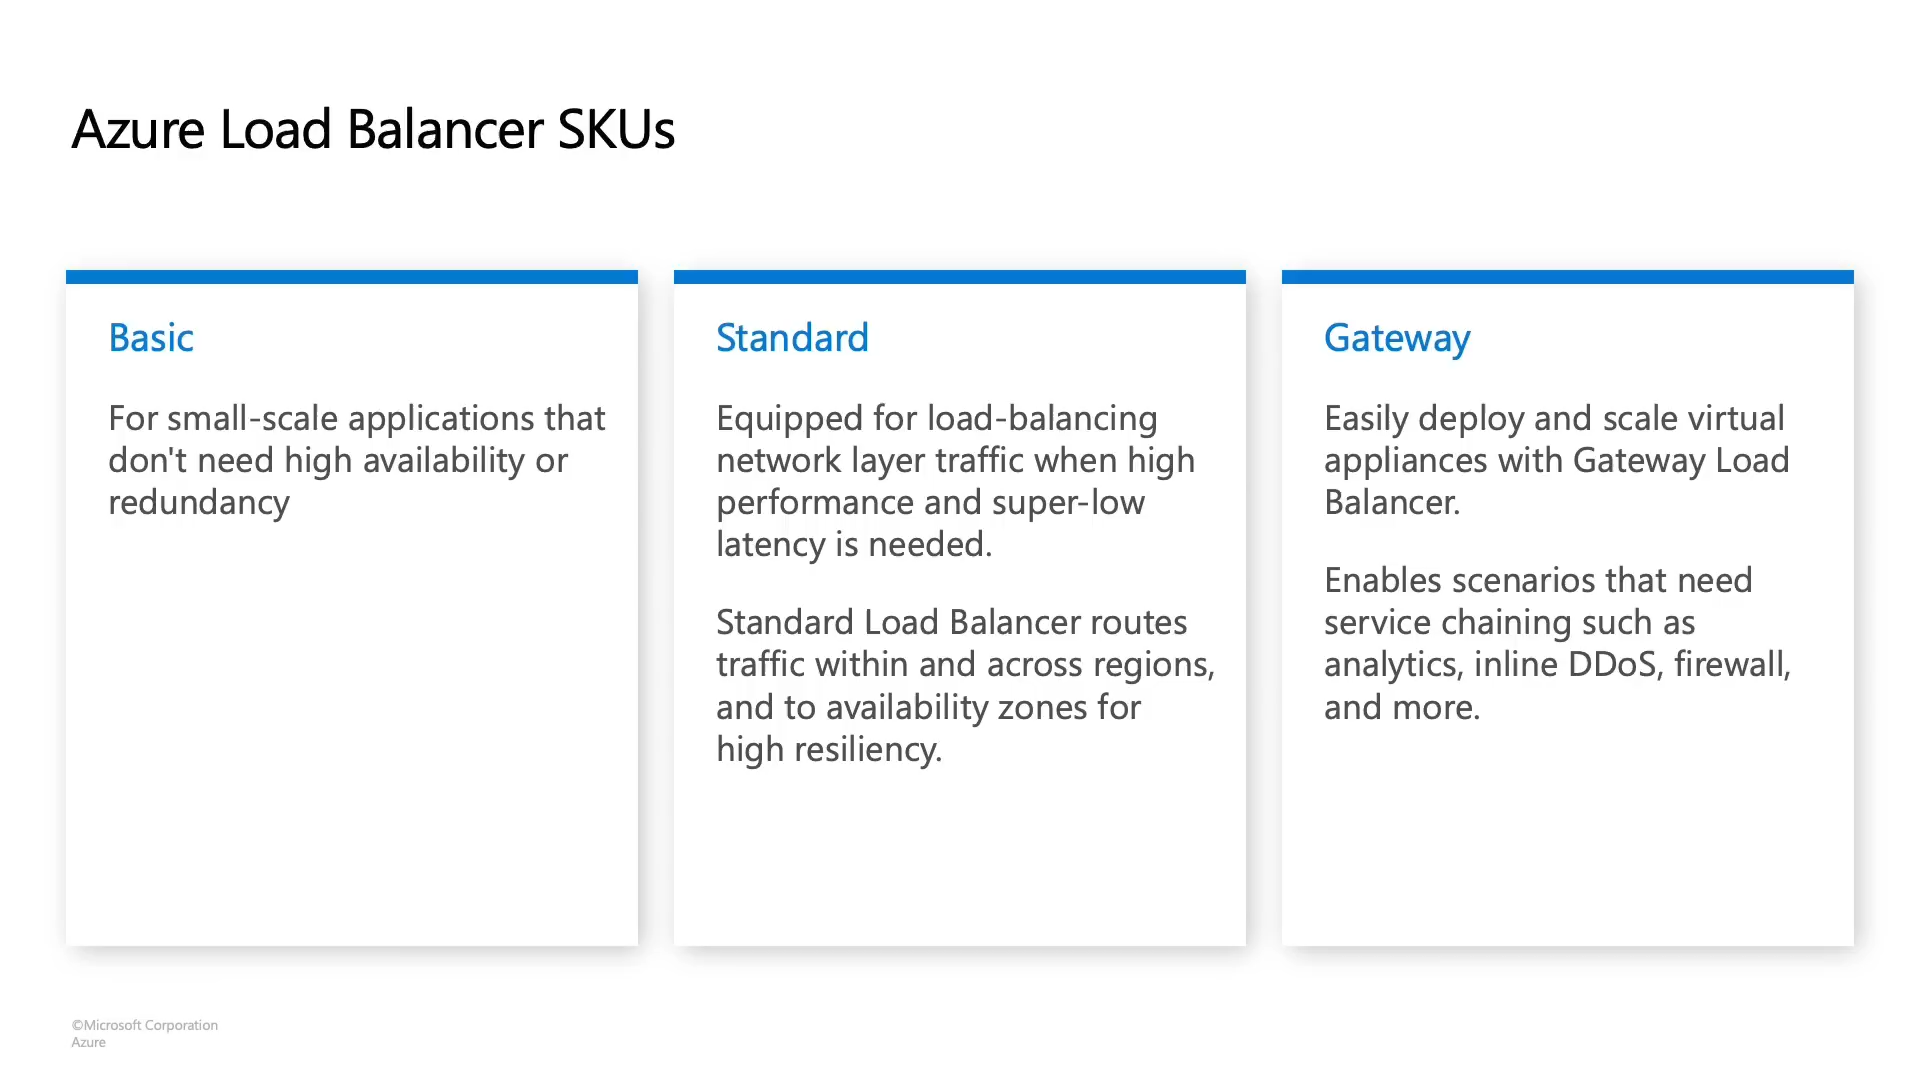 Azure Load Balancer SKUs
Basic
For small-scale applications that
don't need high availability or
redundancy
Standard
Equipped for load-balancing
network layer traffic when high
performance and super-low
latency is needed.
Standard Load Balancer routes
traffic within and across regions,
and to availability zones for
high resiliency.
Gateway
Easily deploy and scale virtual
appliances with Gateway Load
Balancer.
Enables scenarios that need
service chaining such as
analytics, inline DDoS, firewall,
and more.
©Microsoft Corporation
Azure